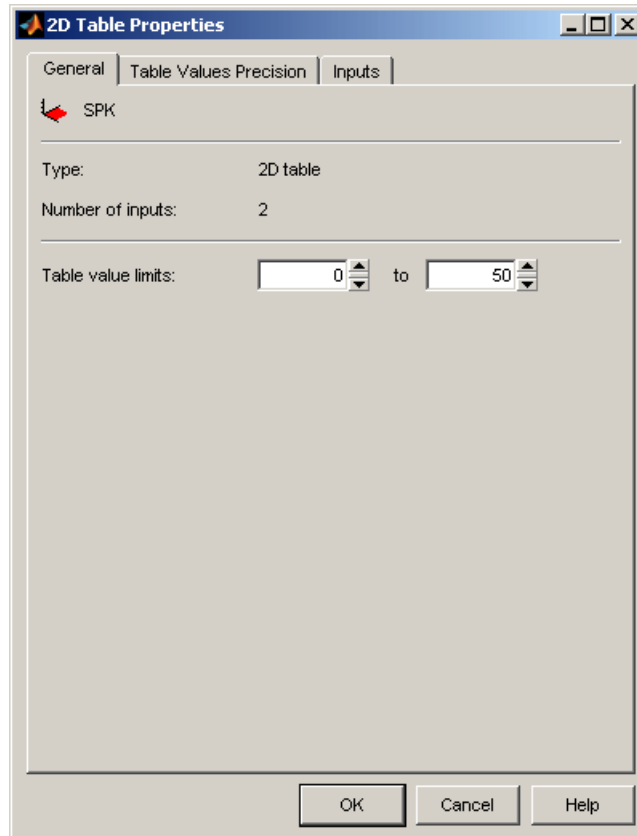 2D Table Properties
General Table Values Precision Inputs
SPK
Type: 2D table
Number of inputs: 2
Table value limits: 0 to 50
OK Cancel Help